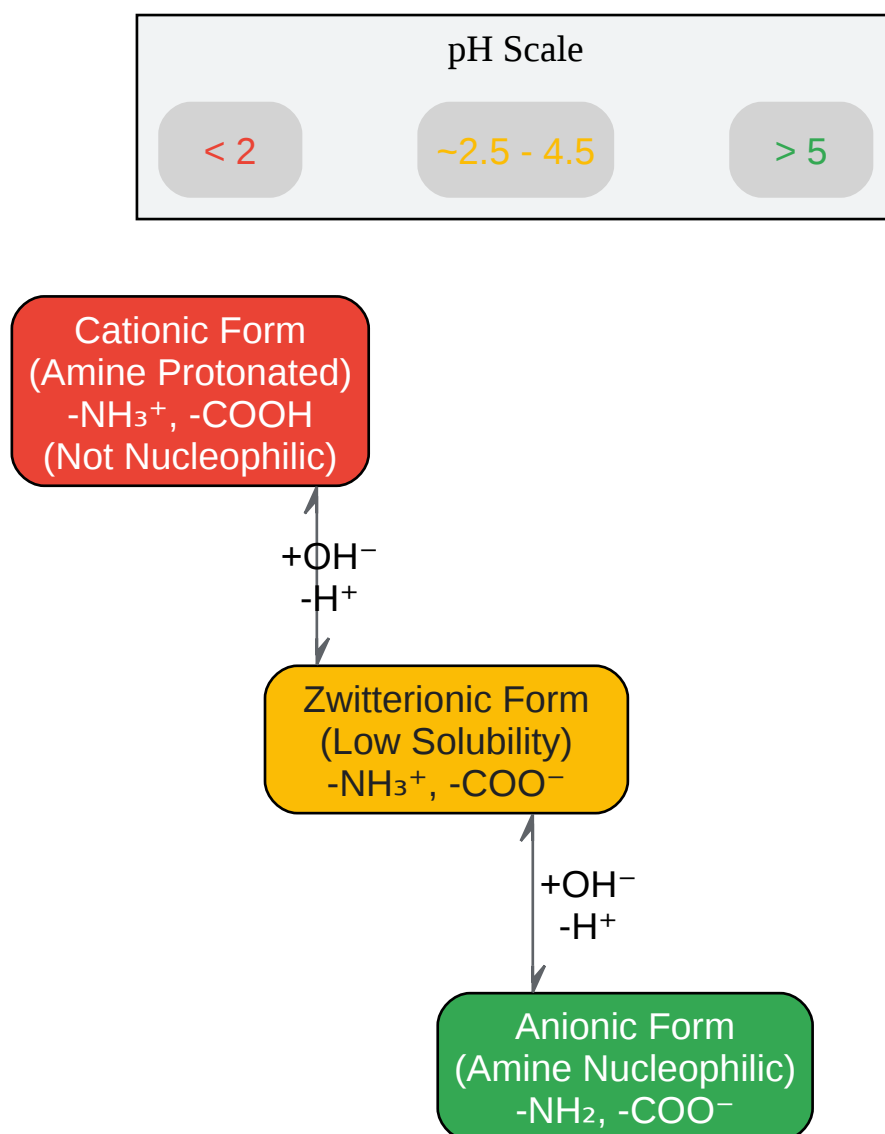 pH Scale
< 2
~2.5 - 4.5
> 5
Cationic Form
(Amine Protonated)
-NH₃⁺, -COOH
(Not Nucleophilic)
+OH⁻
-H⁺
Zwitterionic Form
(Low Solubility)
-NH₃⁺, -COO⁻
+OH⁻
-H⁺
Anionic Form
(Amine Nucleophilic)
-NH₂, -COO⁻